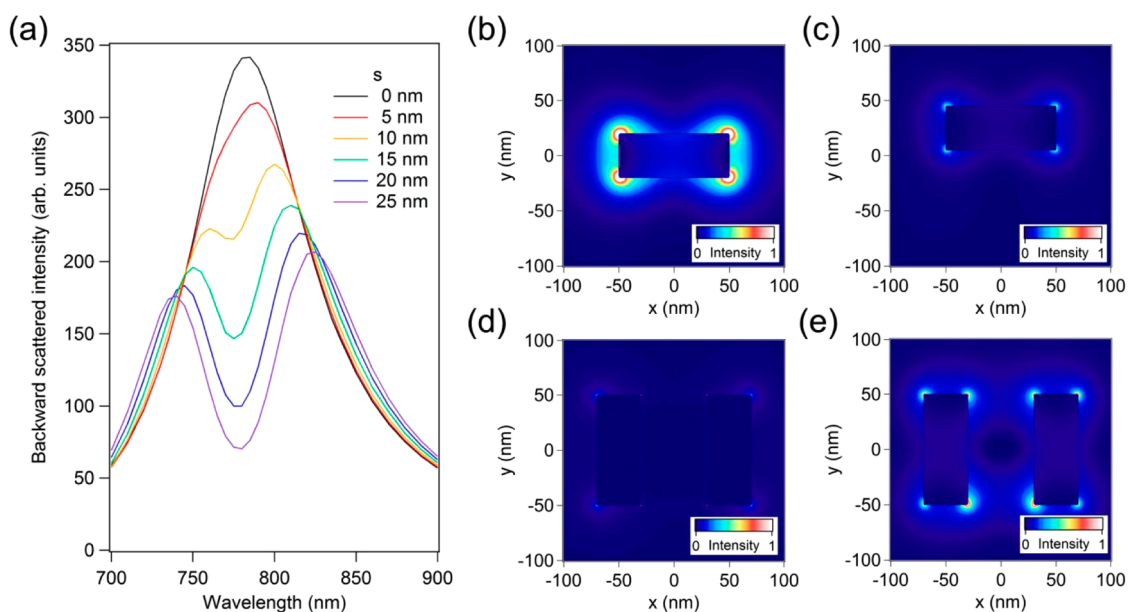 (a)
350
300
250
200
150
100
50
0
Backward scattered intensity (arb. units)
s
0 nm
5 nm
10 nm
15 nm
20 nm
25 nm
700
750
800
850
900
Wavelength (nm)
(b)
100
50
0
-50
-100
y (nm)
0 Intensity 1
-100
-50
0
50
100
x (nm)
(c)
100
50
0
-50
-100
y (nm)
0 Intensity 1
-100
-50
0
50
100
x (nm)
(d)
100
50
0
-50
-100
y (nm)
0 Intensity 1
-100
-50
0
50
100
x (nm)
(e)
100
50
0
-50
-100
y (nm)
0 Intensity 1
-100
-50
0
50
100
x (nm)